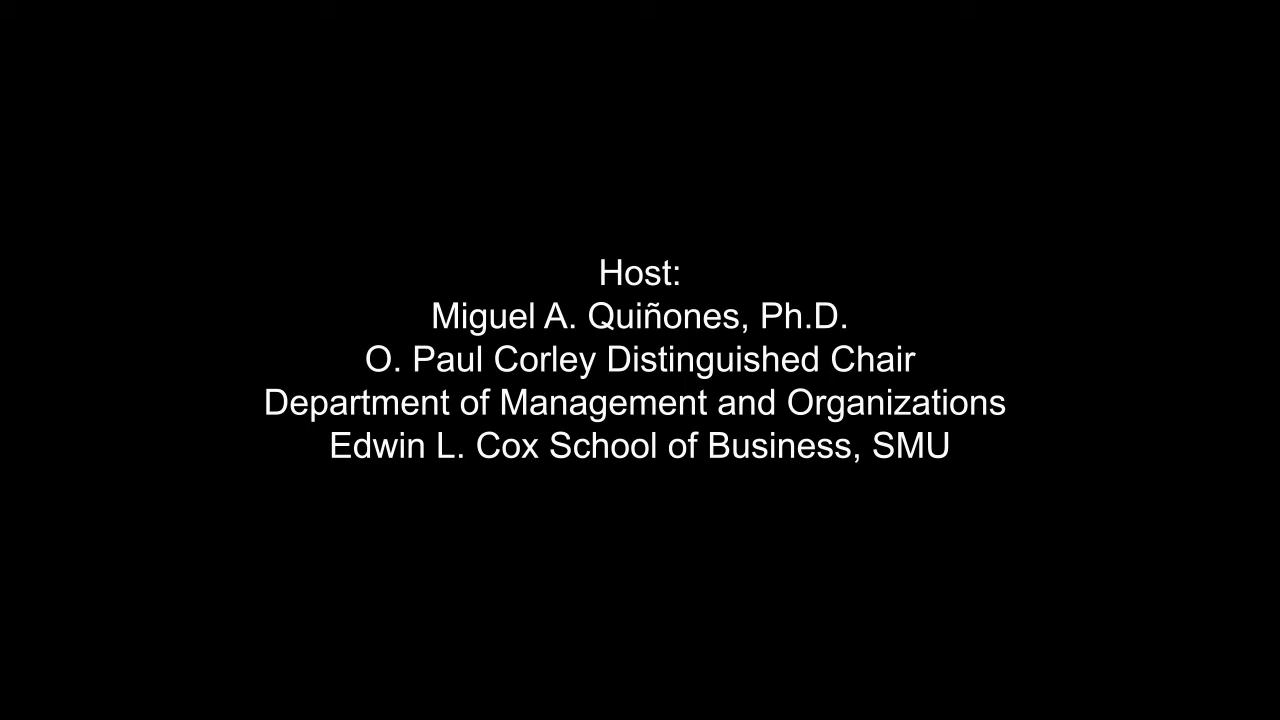 Host:
Miguel A. Quiñones, Ph.D.
O. Paul Corley Distinguished Chair
Department of Management and Organizations
Edwin L. Cox School of Business, SMU